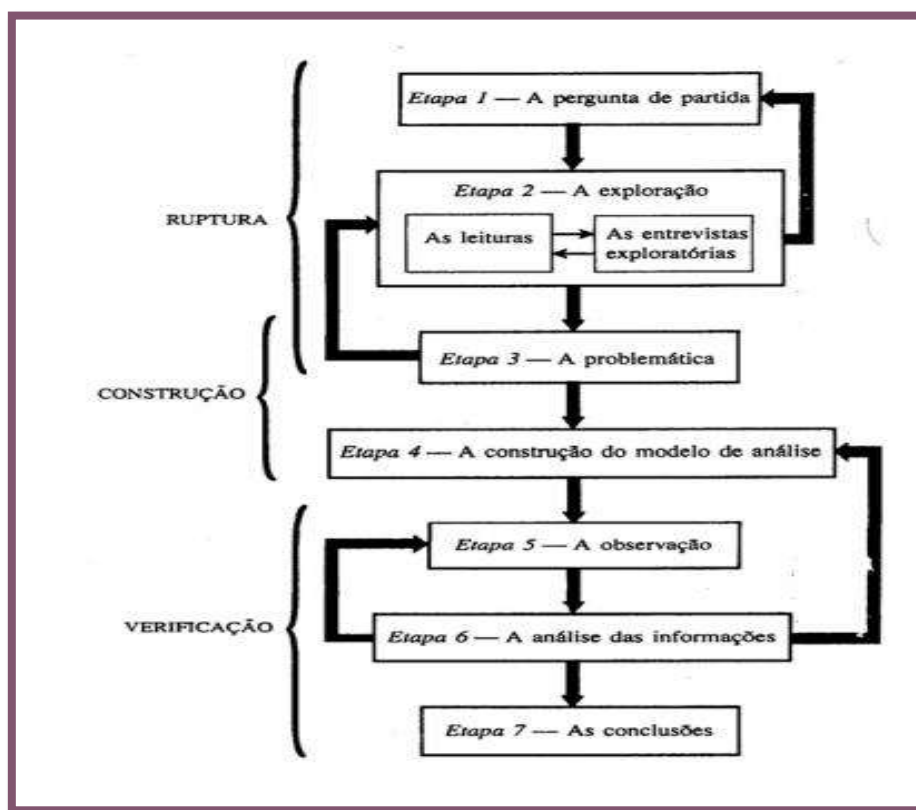 Etapa 1 — A pergunta de partida
Etapa 2 — A exploração
RUPTURA
As leituras
As entrevistas
exploratórias
Etapa 3 — A problemática
CONSTRUÇÃO
Etapa 4 — A construção do modelo de análise
Etapa 5 — A observação
VERIFICAÇÃO
Etapa 6 — A análise das informações
Etapa 7 — As conclusões